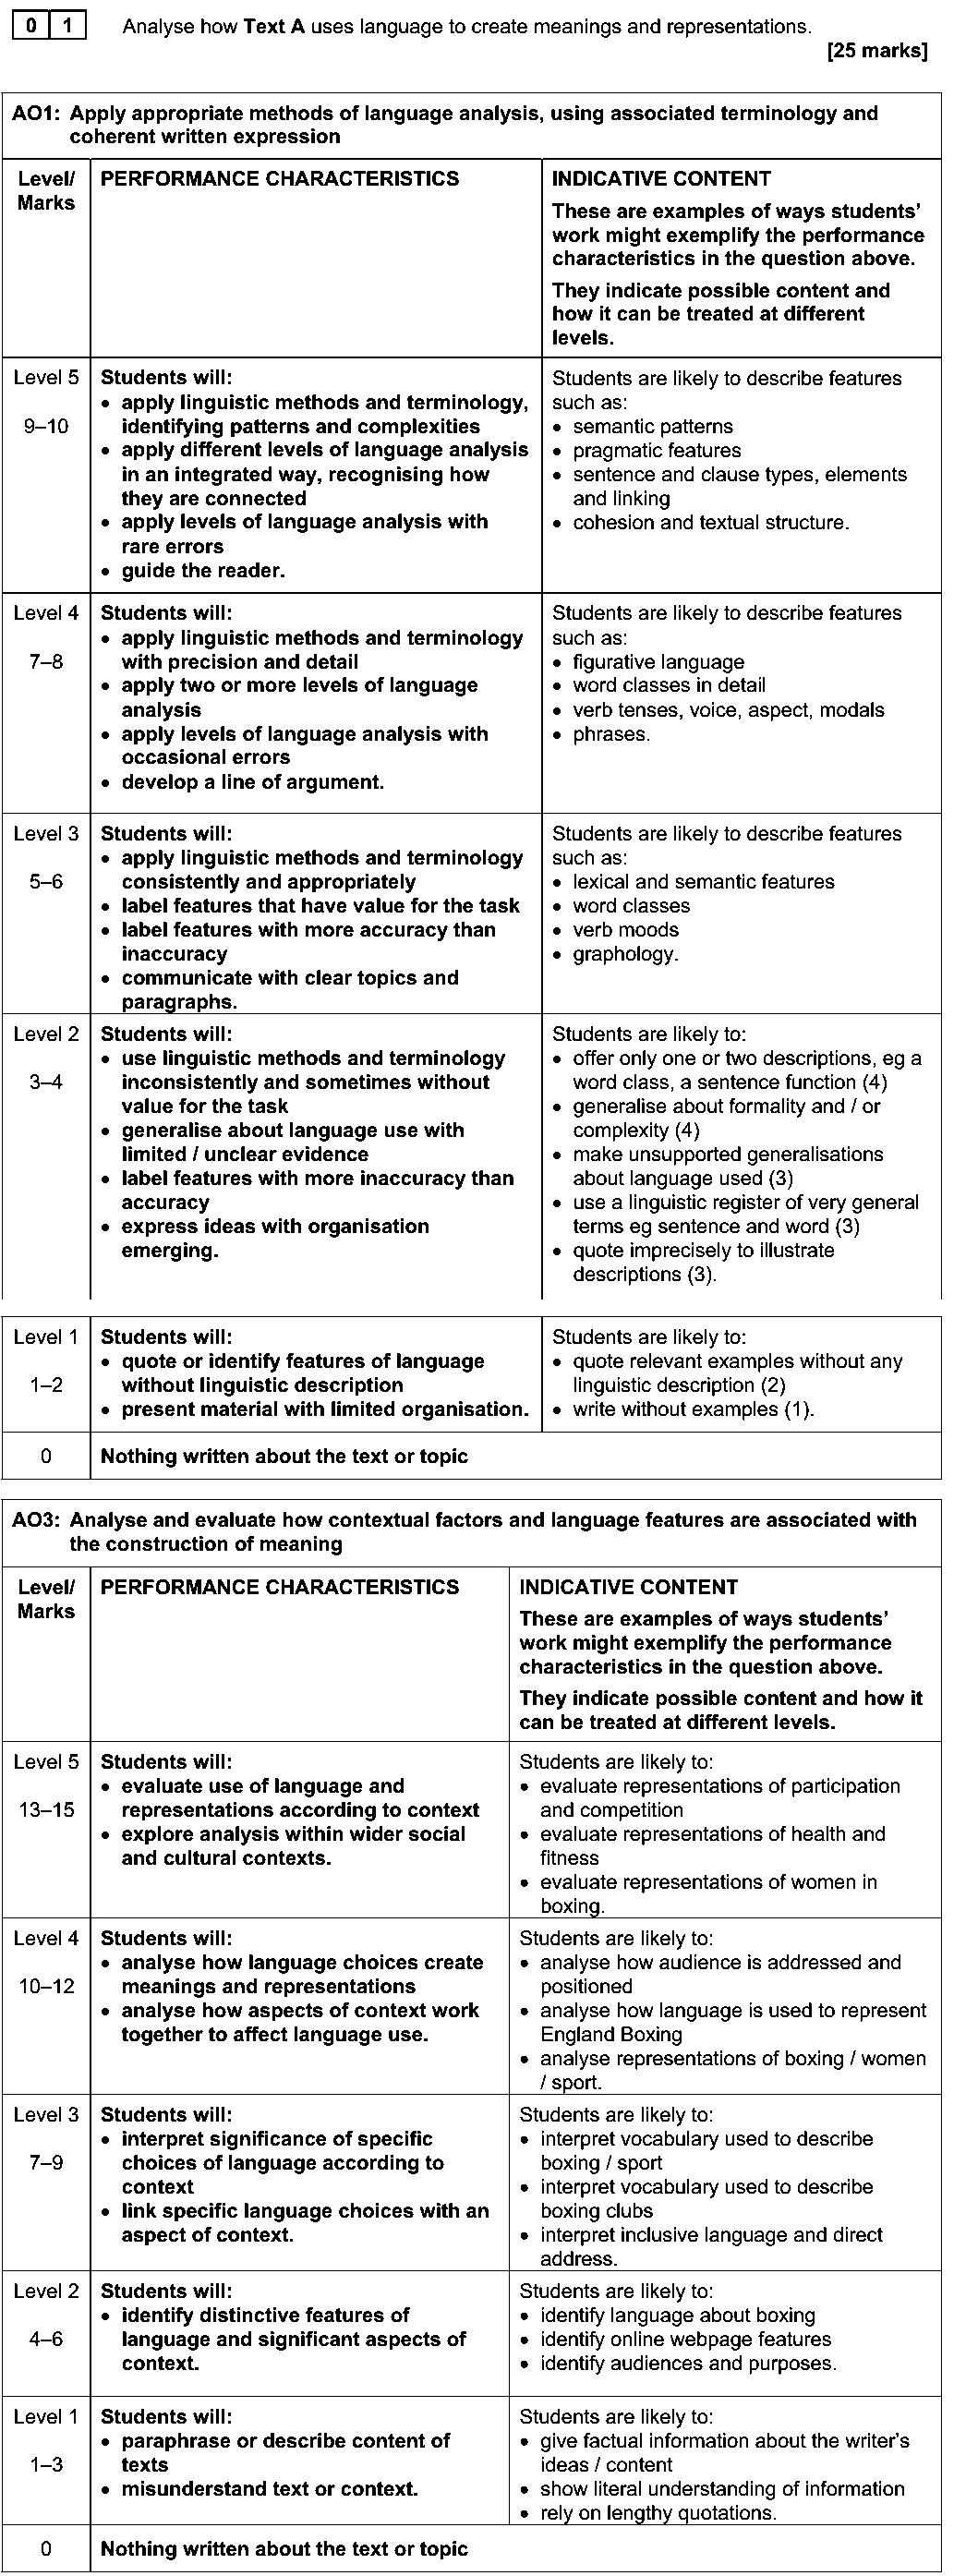 0 1 Analyse how Text A uses language to create meanings and representations.
[25 marks]
AO1: Apply appropriate methods of language analysis, using associated terminology and
coherent written expression
Level/
Marks
PERFORMANCE CHARACTERISTICS
INDICATIVE CONTENT
These are examples of ways students'
work might exemplify the performance
characteristics in the question above.
They indicate possible content and
how it can be treated at different
levels.
Level 5
9–10
Students will:
• apply linguistic methods and terminology,
identifying patterns and complexities
• apply different levels of language analysis
in an integrated way, recognising how
they are connected
• apply levels of language analysis with
rare errors
• guide the reader.
Students are likely to describe features
such as:
• semantic patterns
• pragmatic features
• sentence and clause types, elements
and linking
• cohesion and textual structure.
Level 4
7–8
Students will:
• apply linguistic methods and terminology
with precision and detail
• apply two or more levels of language
analysis
• apply levels of language analysis with
occasional errors
• develop a line of argument.
Students are likely to describe features
such as:
• figurative language
• word classes in detail
• verb tenses, voice, aspect, modals
• phrases.
Level 3
5–6
Students will:
• apply linguistic methods and terminology
consistently and appropriately
• label features that have value for the task
• label features with more accuracy than
inaccuracy
• communicate with clear topics and
paragraphs.
Students are likely to describe features
such as:
• lexical and semantic features
• word classes
• verb moods
• graphology.
Level 2
3–4
Students will:
• use linguistic methods and terminology
inconsistently and sometimes without
value for the task
• generalise about language use with
limited / unclear evidence
• label features with more inaccuracy than
accuracy
• express ideas with organisation
emerging.
Students are likely to:
• offer only one or two descriptions, eg a
word class, a sentence function (4)
• generalise about formality and / or
complexity (4)
• make unsupported generalisations
about language used (3)
• use a linguistic register of very general
terms eg sentence and word (3)
• quote imprecisely to illustrate
descriptions (3).
Level 1
1–2
Students will:
• quote or identify features of language
without linguistic description
• present material with limited organisation.
Students are likely to:
• quote relevant examples without any
linguistic description (2)
• write without examples (1).
0
Nothing written about the text or topic
AO3: Analyse and evaluate how contextual factors and language features are associated with
the construction of meaning
Level/
Marks
PERFORMANCE CHARACTERISTICS
INDICATIVE CONTENT
These are examples of ways students'
work might exemplify the performance
characteristics in the question above.
They indicate possible content and how it
can be treated at different levels.
Level 5
13–15
Students will:
• evaluate use of language and
representations according to context
• explore analysis within wider social
and cultural contexts.
Students are likely to:
• evaluate representations of participation
and competition
• evaluate representations of health and
fitness
• evaluate representations of women in
boxing.
Level 4
10–12
Students will:
• analyse how language choices create
meanings and representations
• analyse how aspects of context work
together to affect language use.
Students are likely to:
• analyse how audience is addressed and
positioned
• analyse how language is used to represent
England Boxing
• analyse representations of boxing / women
/ sport.
Level 3
7–9
Students will:
• interpret significance of specific
choices of language according to
context
• link specific language choices with an
aspect of context.
Students are likely to:
• interpret vocabulary used to describe
boxing / sport
• interpret vocabulary used to describe
boxing clubs
• interpret inclusive language and direct
address.
Level 2
4–6
Students will:
• identify distinctive features of
language and significant aspects of
context.
Students are likely to:
• identify language about boxing
• identify online webpage features
• identify audiences and purposes.
Level 1
1–3
Students will:
• paraphrase or describe content of
texts
• misunderstand text or context.
Students are likely to:
• give factual information about the writer's
ideas / content
• show literal understanding of information
• rely on lengthy quotations.
0
Nothing written about the text or topic